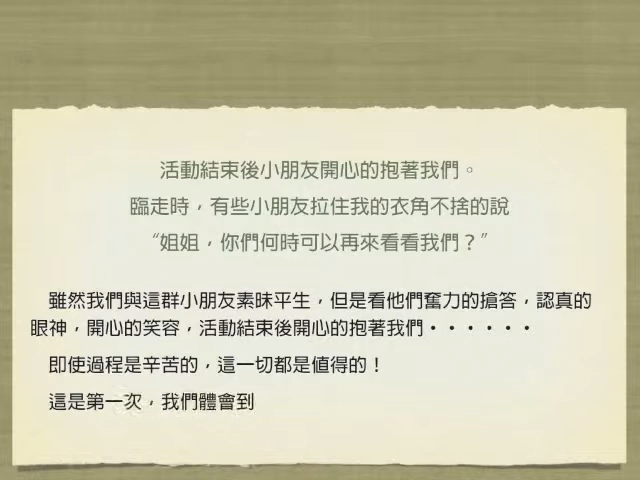 活動結束後小朋友開心的抱著我們。
臨走時，有些小朋友拉住我的衣角不捨的說
“姐姐，你們何時可以再來看看我們？”
雖然我們與這群小朋友素昧平生，但是看他們奮力的搶答，認真的
眼神，開心的笑容，活動結束後開心的抱著我們・・・・・・
即使過程是辛苦的，這一切都是值得的！
這是第一次，我們體會到